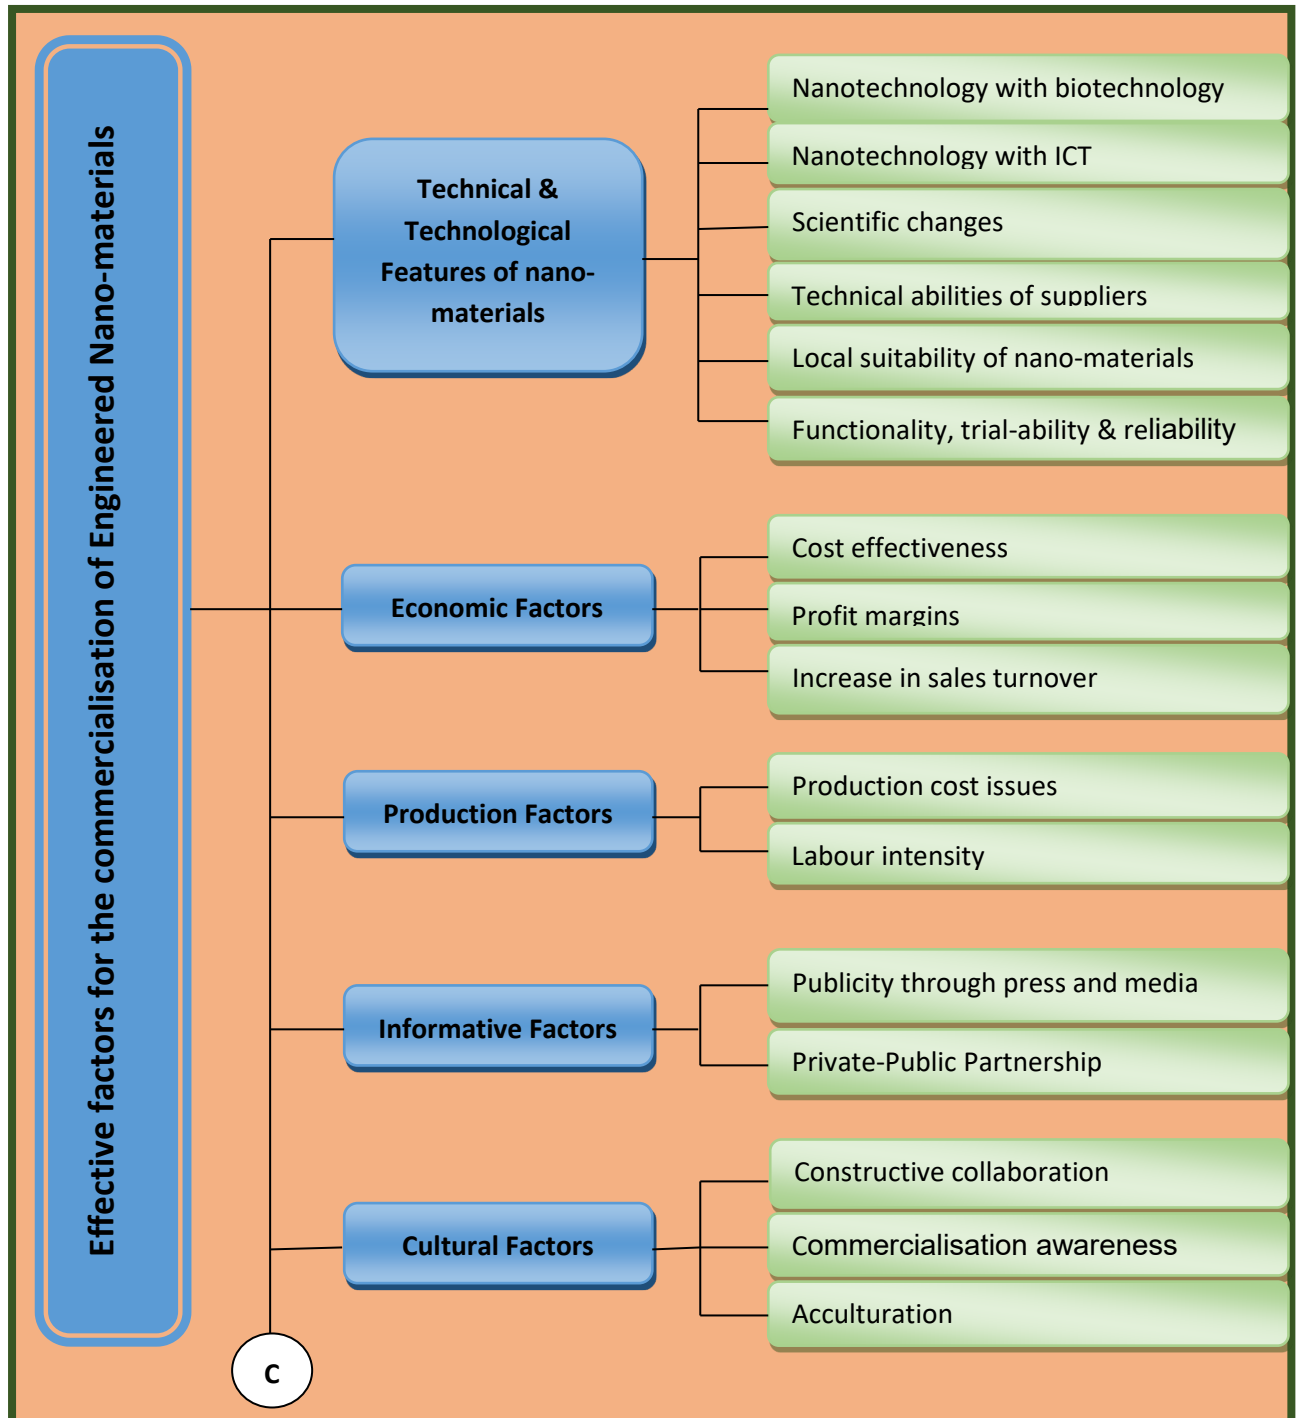 Effective factors for the commercialisation of Engineered Nano-materials
Technical &
Technological
Features of nano-
materials
Nanotechnology with biotechnology
Nanotechnology with ICT
Scientific changes
Technical abilities of suppliers
Local suitability of nano-materials
Functionality, trial-ability & reliability
Economic Factors
Cost effectiveness
Profit margins
Increase in sales turnover
Production Factors
Production cost issues
Labour intensity
Informative Factors
Publicity through press and media
Private-Public Partnership
Cultural Factors
Constructive collaboration
Commercialisation awareness
Acculturation
C